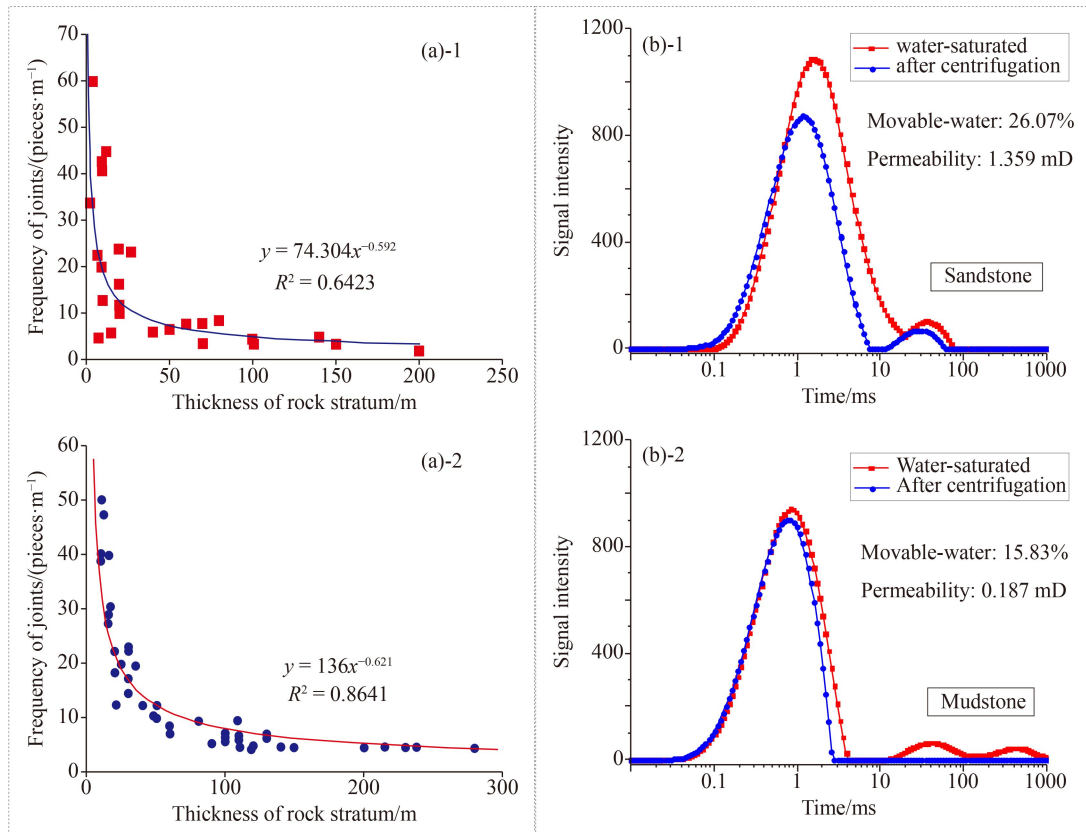 (a)-1
Frequency of joints/(pieces·m⁻¹)
70
60
50
40
30
20
10
0
y = 74.304x⁻⁰·⁵⁹²
R² = 0.6423
0 50 100 150 200 250
Thickness of rock stratum/m
(b)-1
Signal intensity
1200
800
400
0
water-saturated
after centrifugation
Movable-water: 26.07%
Permeability: 1.359 mD
Sandstone
0.1 1 10 100 1000
Time/ms
(a)-2
Frequency of joints/(pieces·m⁻¹)
60
50
40
30
20
10
0
y = 136x⁻⁰·⁶²¹
R² = 0.8641
0 100 200 300
Thickness of rock stratum/m
(b)-2
Signal intensity
1200
800
400
0
Water-saturated
After centrifugation
Movable-water: 15.83%
Permeability: 0.187 mD
Mudstone
0.1 1 10 100 1000
Time/ms